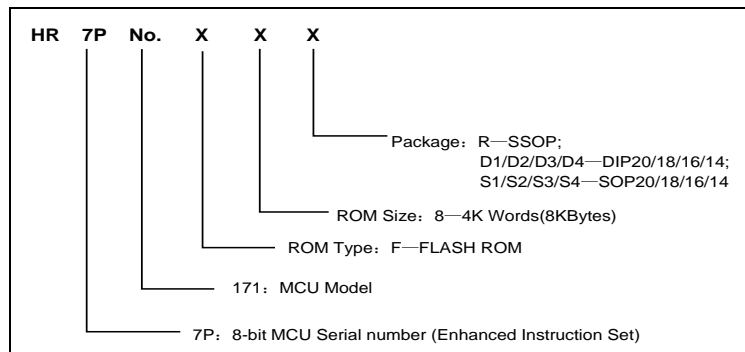 HR 7P No. X X X
Package：R—SSOP;
D1/D2/D3/D4—DIP20/18/16/14;
S1/S2/S3/S4—SOP20/18/16/14
ROM Size：8—4K Words(8KBytes)
ROM Type：F—FLASH ROM
171：MCU Model
7P：8-bit MCU Serial number (Enhanced Instruction Set)